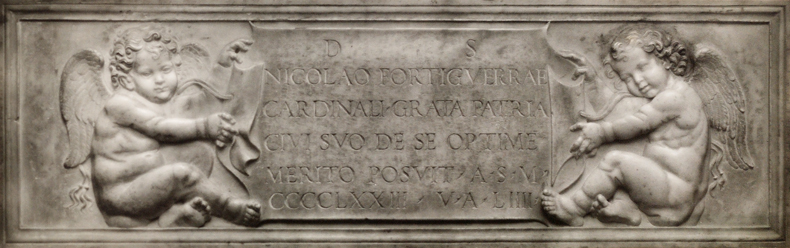 D S
NICOLAO FORTIGVERRAE
CARDINALI·GRATA PATRIA
CIVI SVO DE SE OPTIME
MERITO POSVIT·A·S·M·
CCCCLXXIII V·A·LIIII·